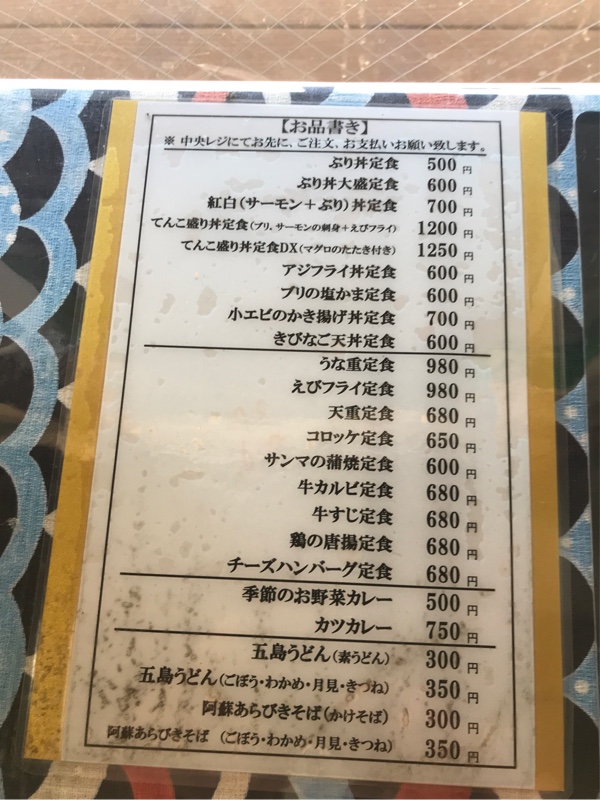 【お品書き】
※ 中央レジにてお先に、ご注文、お支払いお願い致します。
ぶり丼定食 500 円
ぶり丼大盛定食 600 円
紅白(サーモン+ぶり)丼定食 700 円
てんこ盛り丼定食(ブリ、サーモンの刺身+えびフライ) 1200 円
てんこ盛り丼定食DX(マグロのたたき付き) 1250 円
アジフライ丼定食 600 円
ブリの塩かま定食 600 円
小エビのかき揚げ丼定食 700 円
きびなご天丼定食 600 円
うな重定食 980 円
えびフライ定食 980 円
天重定食 680 円
コロッケ定食 650 円
サンマの蒲焼定食 600 円
牛カルビ定食 680 円
牛すじ定食 680 円
鶏の唐揚定食 680 円
チーズハンバーグ定食 680 円
季節のお野菜カレー 500 円
カツカレー 750 円
五島うどん(素うどん) 300 円
五島うどん(ごぼう・わかめ・月見・きつね) 350 円
阿蘇あらびきそば(かけそば) 300 円
阿蘇あらびきそば (ごぼう・わかめ・月見・きつね) 350 円